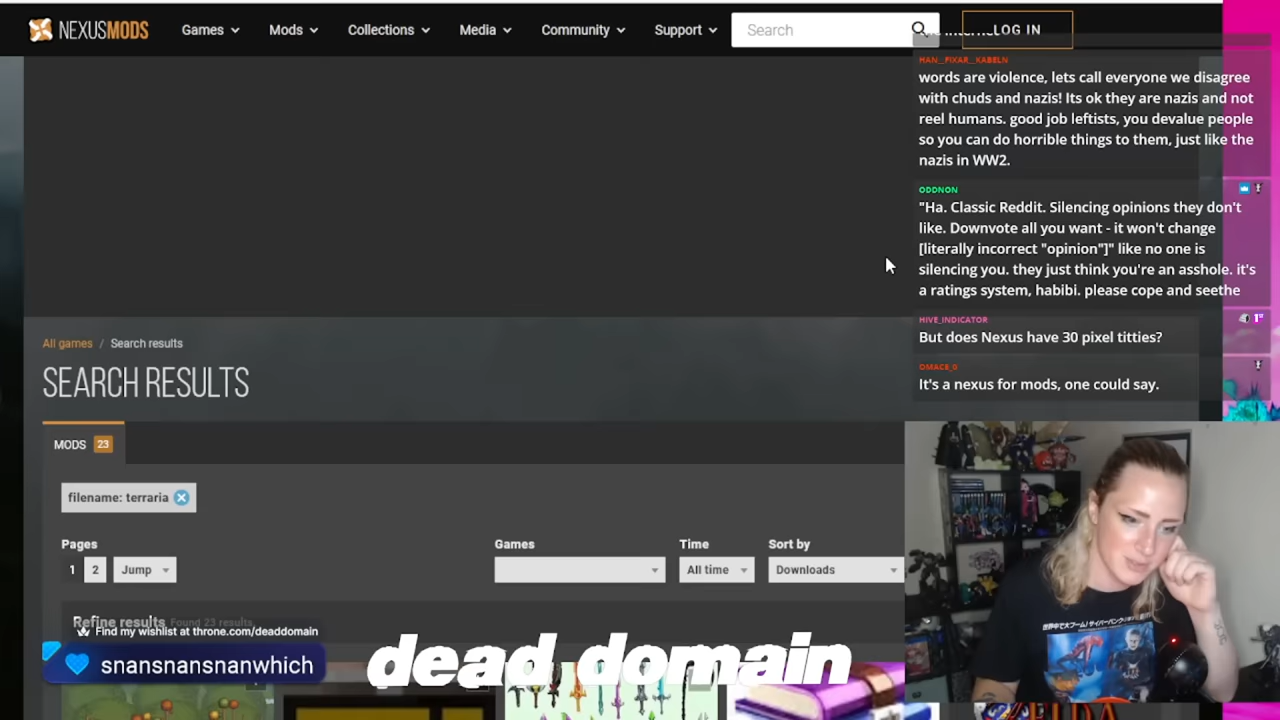 NEXUSMODS
Games
Mods
Collections
Media
Community
Support
Search
LOG IN
HAN_FIXAR_KABELN
words are violence, lets call everyone we disagree
with chuds and nazis! Its ok they are nazis and not
reel humans. good job leftists, you devalue people
so you can do horrible things to them, just like the
nazis in WW2.
ODDNON
"Ha. Classic Reddit. Silencing opinions they don't
like. Downvote all you want - it won't change
[literally incorrect "opinion"]" like no one is
silencing you. they just think you're an asshole. it's
a ratings system, habibi. please cope and seethe
HIVE_INDICATOR
But does Nexus have 30 pixel titties?
OMACE_0
It's a nexus for mods, one could say.
All games / Search results
SEARCH RESULTS
MODS 23
filename: terraria
Pages
1 2 Jump
Games
Time
All time
Sort by
Downloads
Refine results Found 23 results.
Find my wishlist at throne.com/deaddomain
snansnansnanwhich
dead domain